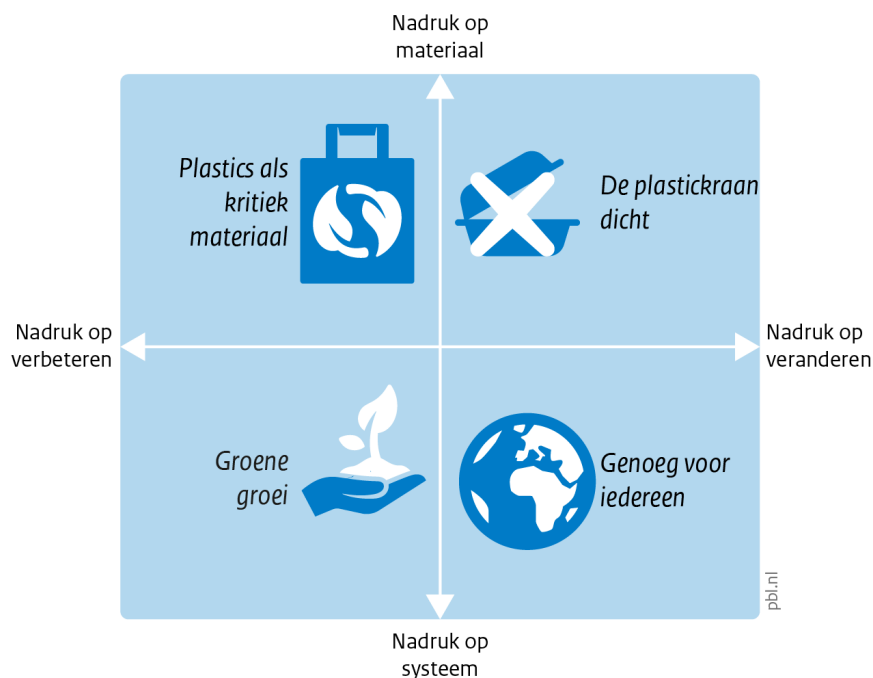 Nadruk op
materiaal
Plastics als
kritiek
materiaal
De plastickraan
dicht
Nadruk op
verbeteren
Nadruk op
veranderen
Groene
groei
Genoeg voor
iedereen
pbl.nl
Nadruk op
systeem